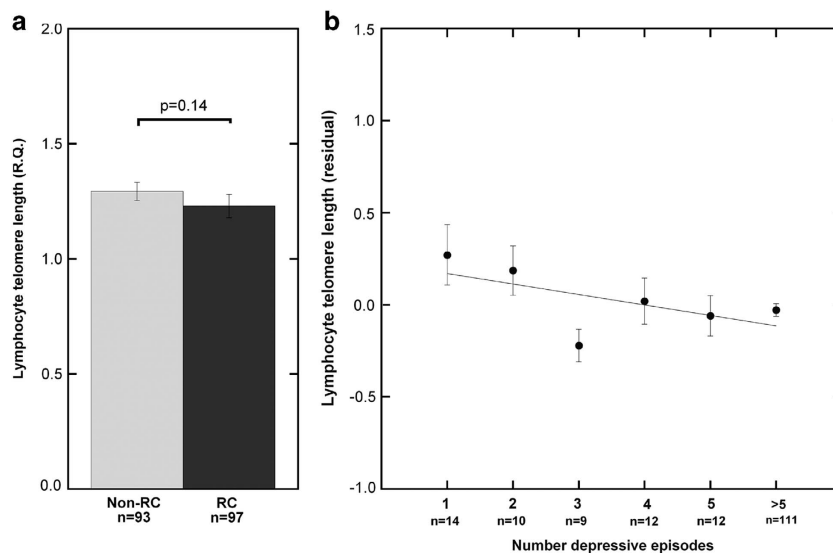 a
Lymphocyte telomere length (R.Q.)
2.0
1.5
1.0
0.5
0.0
p=0.14
Non-RC
n=93
RC
n=97
b
Lymphocyte telomere length (residual)
1.5
1.0
0.5
0.0
-0.5
-1.0
1
n=14
2
n=10
3
n=9
4
n=12
5
n=12
>5
n=111
Number depressive episodes